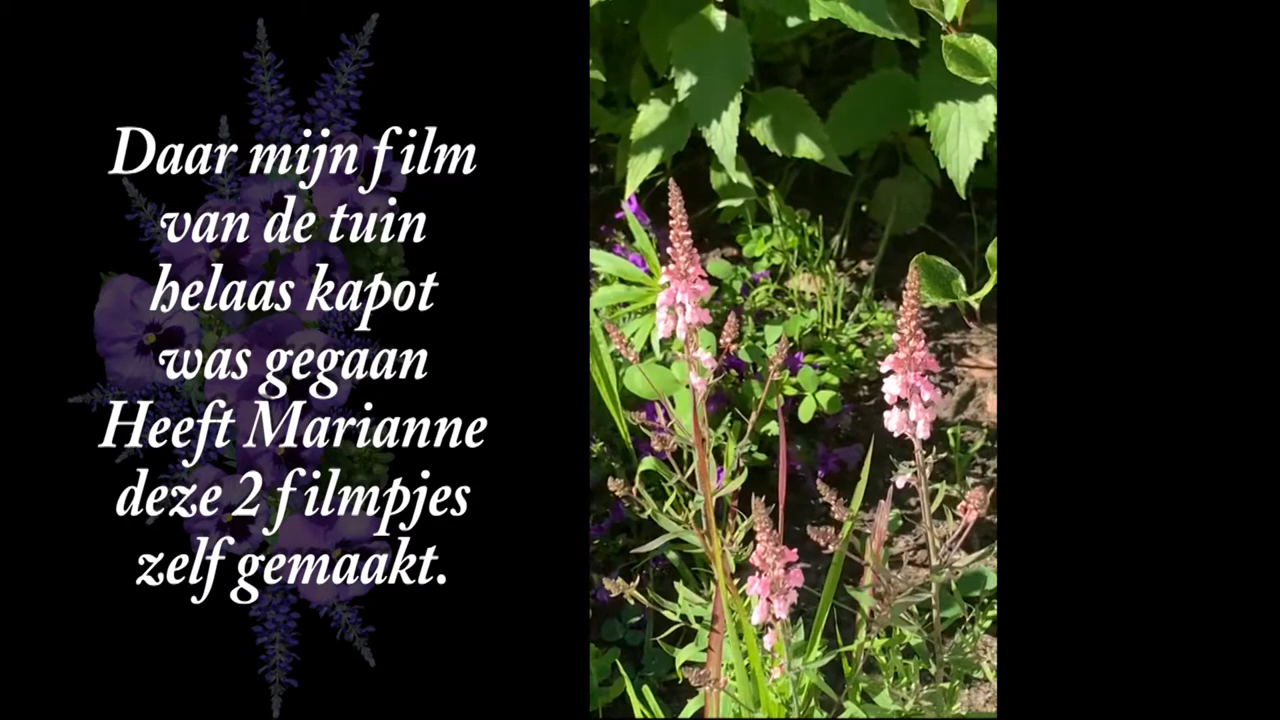 Daar mijn film
van de tuin
helaas kapot
was gegaan
Heeft Marianne
deze 2 filmpjes
zelf gemaakt.